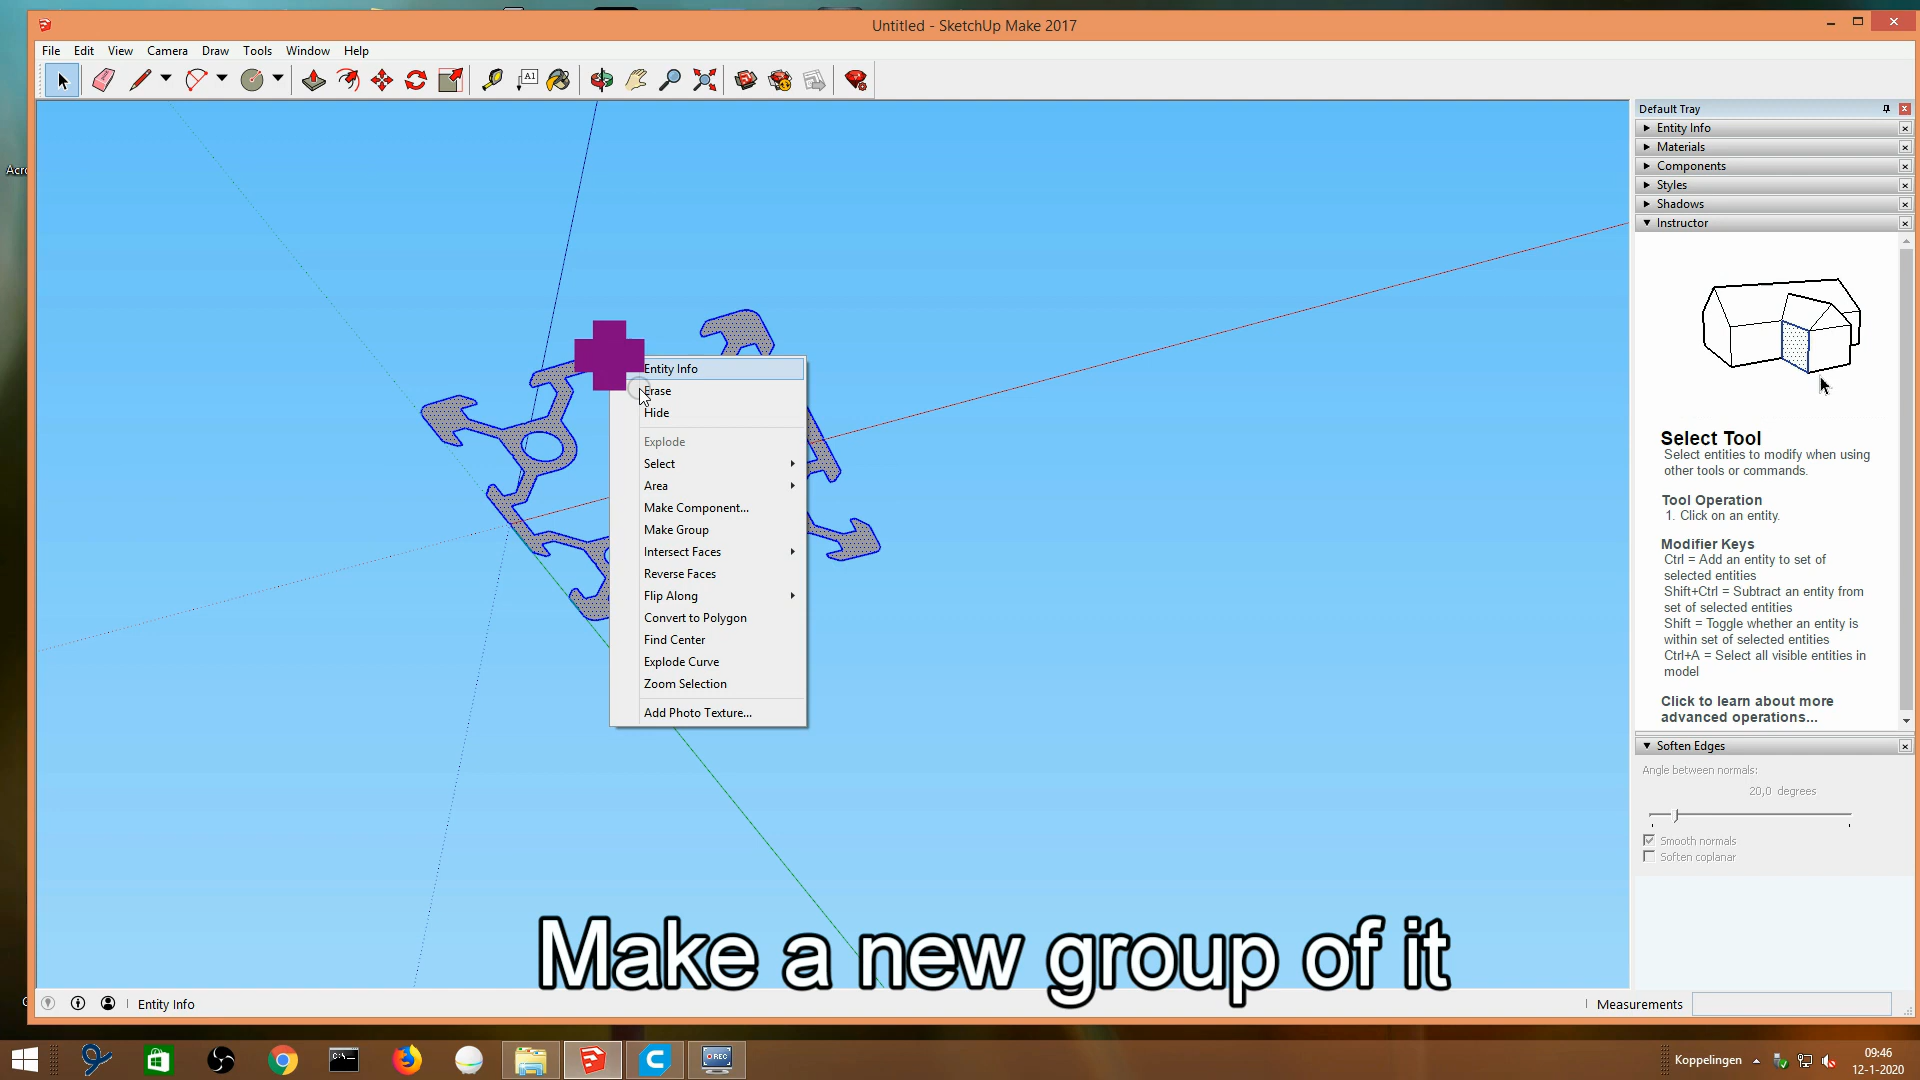 Untitled - SketchUp Make 2017
File Edit View Camera Draw Tools Window Help
A1
Default Tray
Entity Info
Materials
Components
Styles
Shadows
Instructor
Entity Info
Erase
Hide
Explode
Select
Area
Make Component...
Make Group
Intersect Faces
Reverse Faces
Flip Along
Convert to Polygon
Find Center
Explode Curve
Zoom Selection
Add Photo Texture...
Select Tool
Select entities to modify when using
other tools or commands.
Tool Operation
1. Click on an entity.
Modifier Keys
Ctrl = Add an entity to set of
selected entities
Shift+Ctrl = Subtract an entity from
set of selected entities
Shift = Toggle whether an entity is
within set of selected entities
Ctrl+A = Select all visible entities in
model
Click to learn about more
advanced operations...
Soften Edges
Angle between normals:
20,0 degrees
Smooth normals
Soften coplanar
Make a new group of it
Entity Info
Measurements
REC
Koppelingen
09:46
12-1-2020